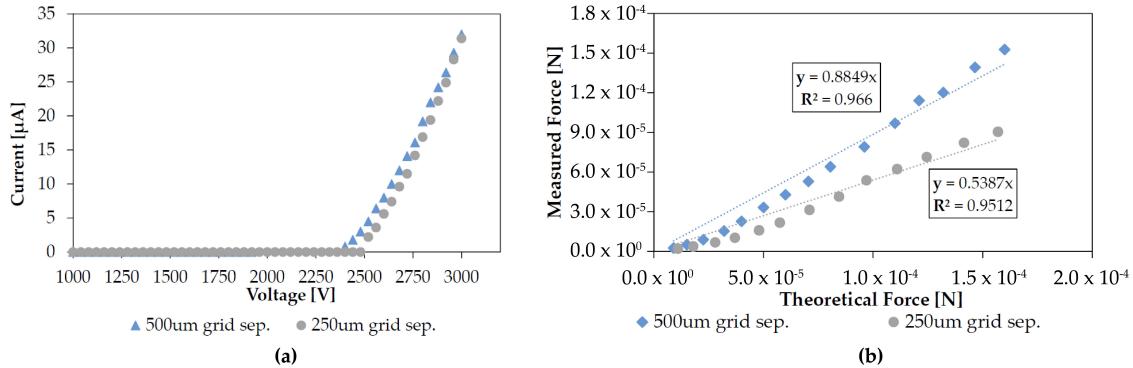 35
30
25
20
15
10
5
0
Current [µA]
1000 1250 1500 1750 2000 2250 2500 2750 3000
Voltage [V]
500um grid sep. 250um grid sep.
(a)
1.8 x 10⁻⁴
1.5 x 10⁻⁴
1.2 x 10⁻⁴
9.0 x 10⁻⁵
6.0 x 10⁻⁵
3.0 x 10⁻⁵
0.0 x 10⁰
Measured Force [N]
y = 0.8849x
R² = 0.966
y = 0.5387x
R² = 0.9512
0.0 x 10⁰ 5.0 x 10⁻⁵ 1.0 x 10⁻⁴ 1.5 x 10⁻⁴ 2.0 x 10⁻⁴
Theoretical Force [N]
500um grid sep. 250um grid sep.
(b)